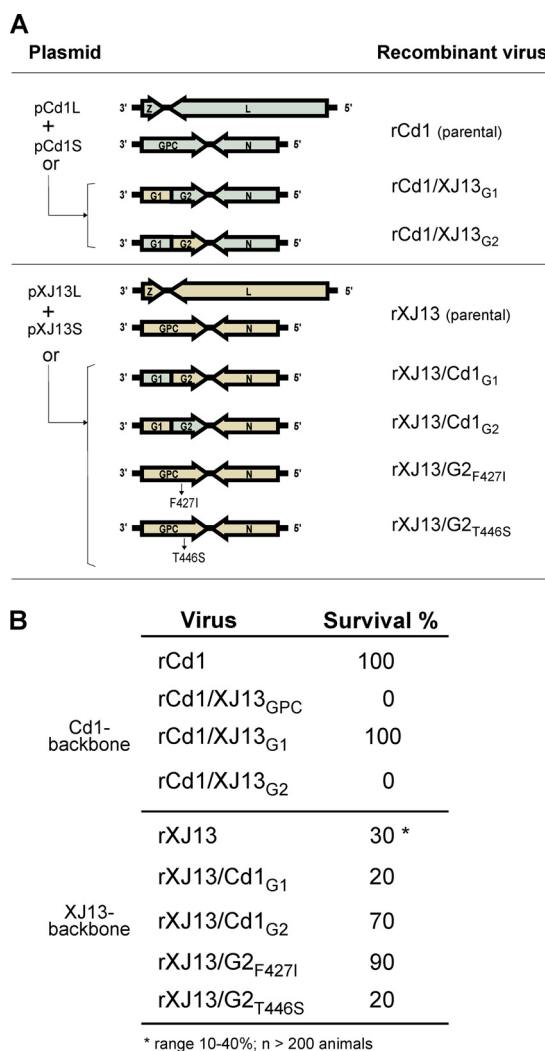 A
Plasmid Recombinant virus
3' Z L 5'
pCd1L
+
pCd1S
or
rCd1 (parental)
3' GPC N 5'
3' G1 G2 N 5' rCd1/XJ13G1
3' G1 G2 N 5' rCd1/XJ13G2
3' Z L 5'
pXJ13L
+
pXJ13S
or
rXJ13 (parental)
3' GPC N 5'
3' G1 G2 N 5' rXJ13/Cd1G1
3' G1 G2 N 5' rXJ13/Cd1G2
3' GPC N 5' rXJ13/G2F427I
F427I
3' GPC N 5' rXJ13/G2T446S
T446S
B
Virus Survival %
Cd1-
backbone
rCd1 100
rCd1/XJ13GPC 0
rCd1/XJ13G1 100
rCd1/XJ13G2 0
XJ13-
backbone
rXJ13 30 *
rXJ13/Cd1G1 20
rXJ13/Cd1G2 70
rXJ13/G2F427I 90
rXJ13/G2T446S 20
* range 10-40%; n > 200 animals